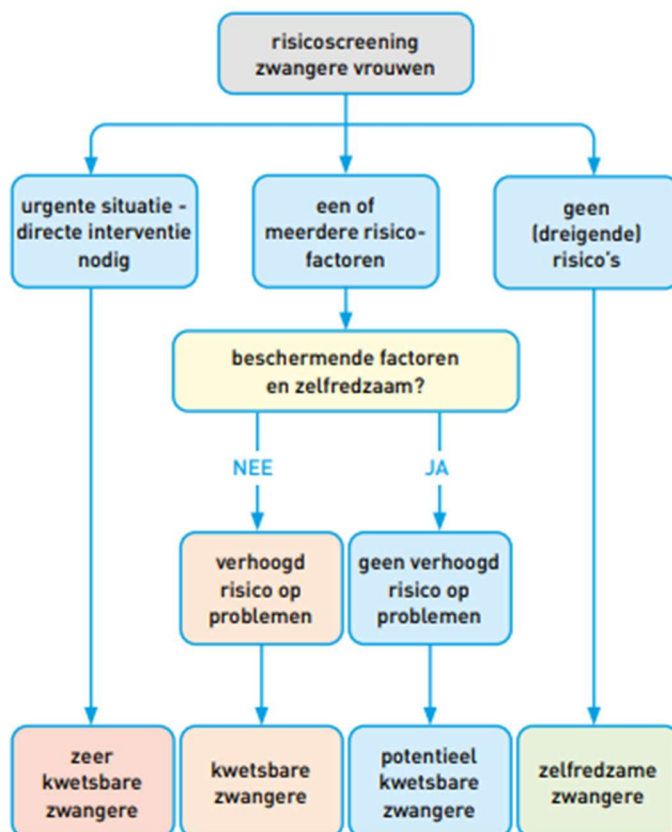 risicoscreening
zwangere vrouwen
urgente situatie -
directe interventie
nodig
een of
meerdere risico-
factoren
geen
(dreigende)
risico's
beschermende factoren
en zelfredzaam?
NEE
JA
verhoogd
risico op
problemen
geen verhoogd
risico op
problemen
zeer
kwetsbare
zwangere
kwetsbare
zwangere
potentieel
kwetsbare
zwangere
zelfredzame
zwangere